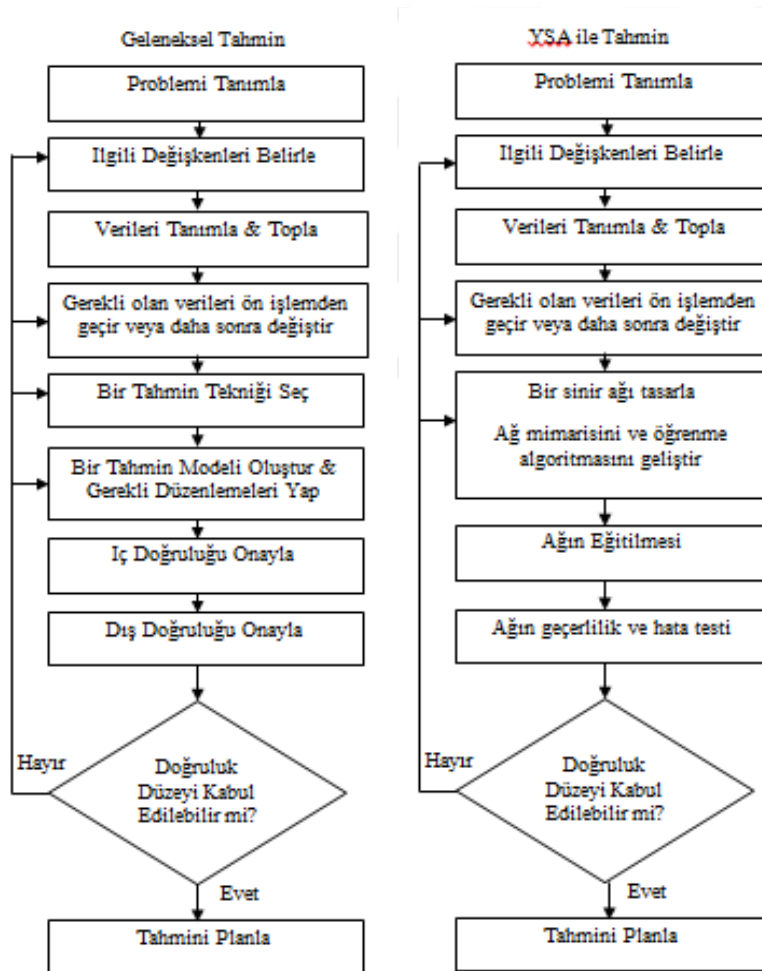 Geleneksel Tahmin
Problemi Tanımla
Ilgili Değişkenleri Belirle
Verileri Tanımla & Topla
Gerekli olan verileri ön işlemden
geçir veya daha sonra değiştir
Bir Tahmin Tekniği Seç
Bir Tahmin Modeli Oluştur &
Gerekli Düzenlemeleri Yap
Iç Doğruluğu Onayla
Dış Doğruluğu Onayla
Hayır
Doğruluk
Düzeyi Kabul
Edilebilir mi?
Evet
Tahmini Planla
YSA ile Tahmin
Problemi Tanımla
Ilgili Değişkenleri Belirle
Verileri Tanımla & Topla
Gerekli olan verileri ön işlemden
geçir veya daha sonra değiştir
Bir sinir ağı tasarla
Ağ mimarisini ve öğrenme
algoritmasını geliştir
Ağın Eğitilmesi
Ağın geçerlilik ve hata testi
Hayır
Doğruluk
Düzeyi Kabul
Edilebilir mi?
Evet
Tahmini Planla